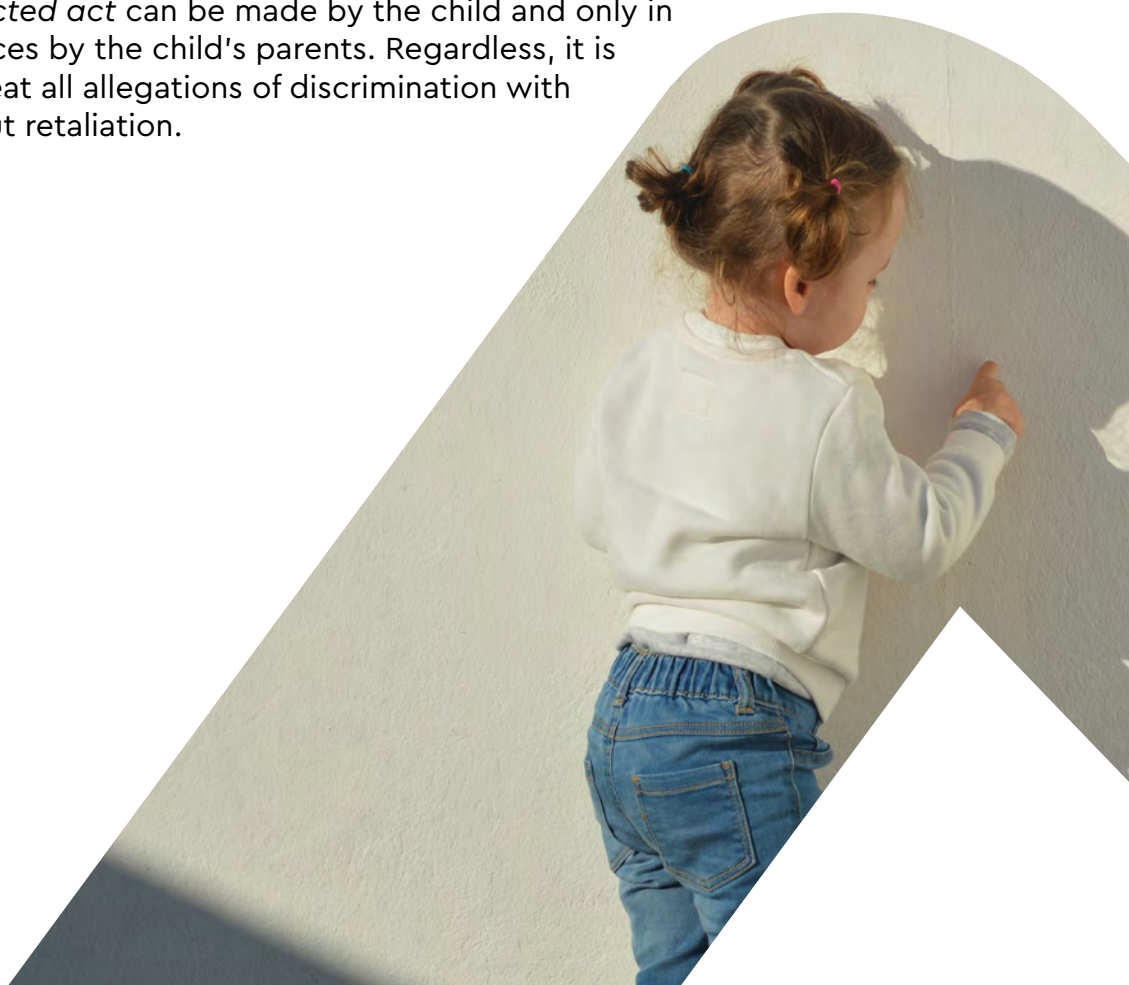 cted act can be made by the child and only in
ces by the child's parents. Regardless, it is
eat all allegations of discrimination with
ut retaliation.